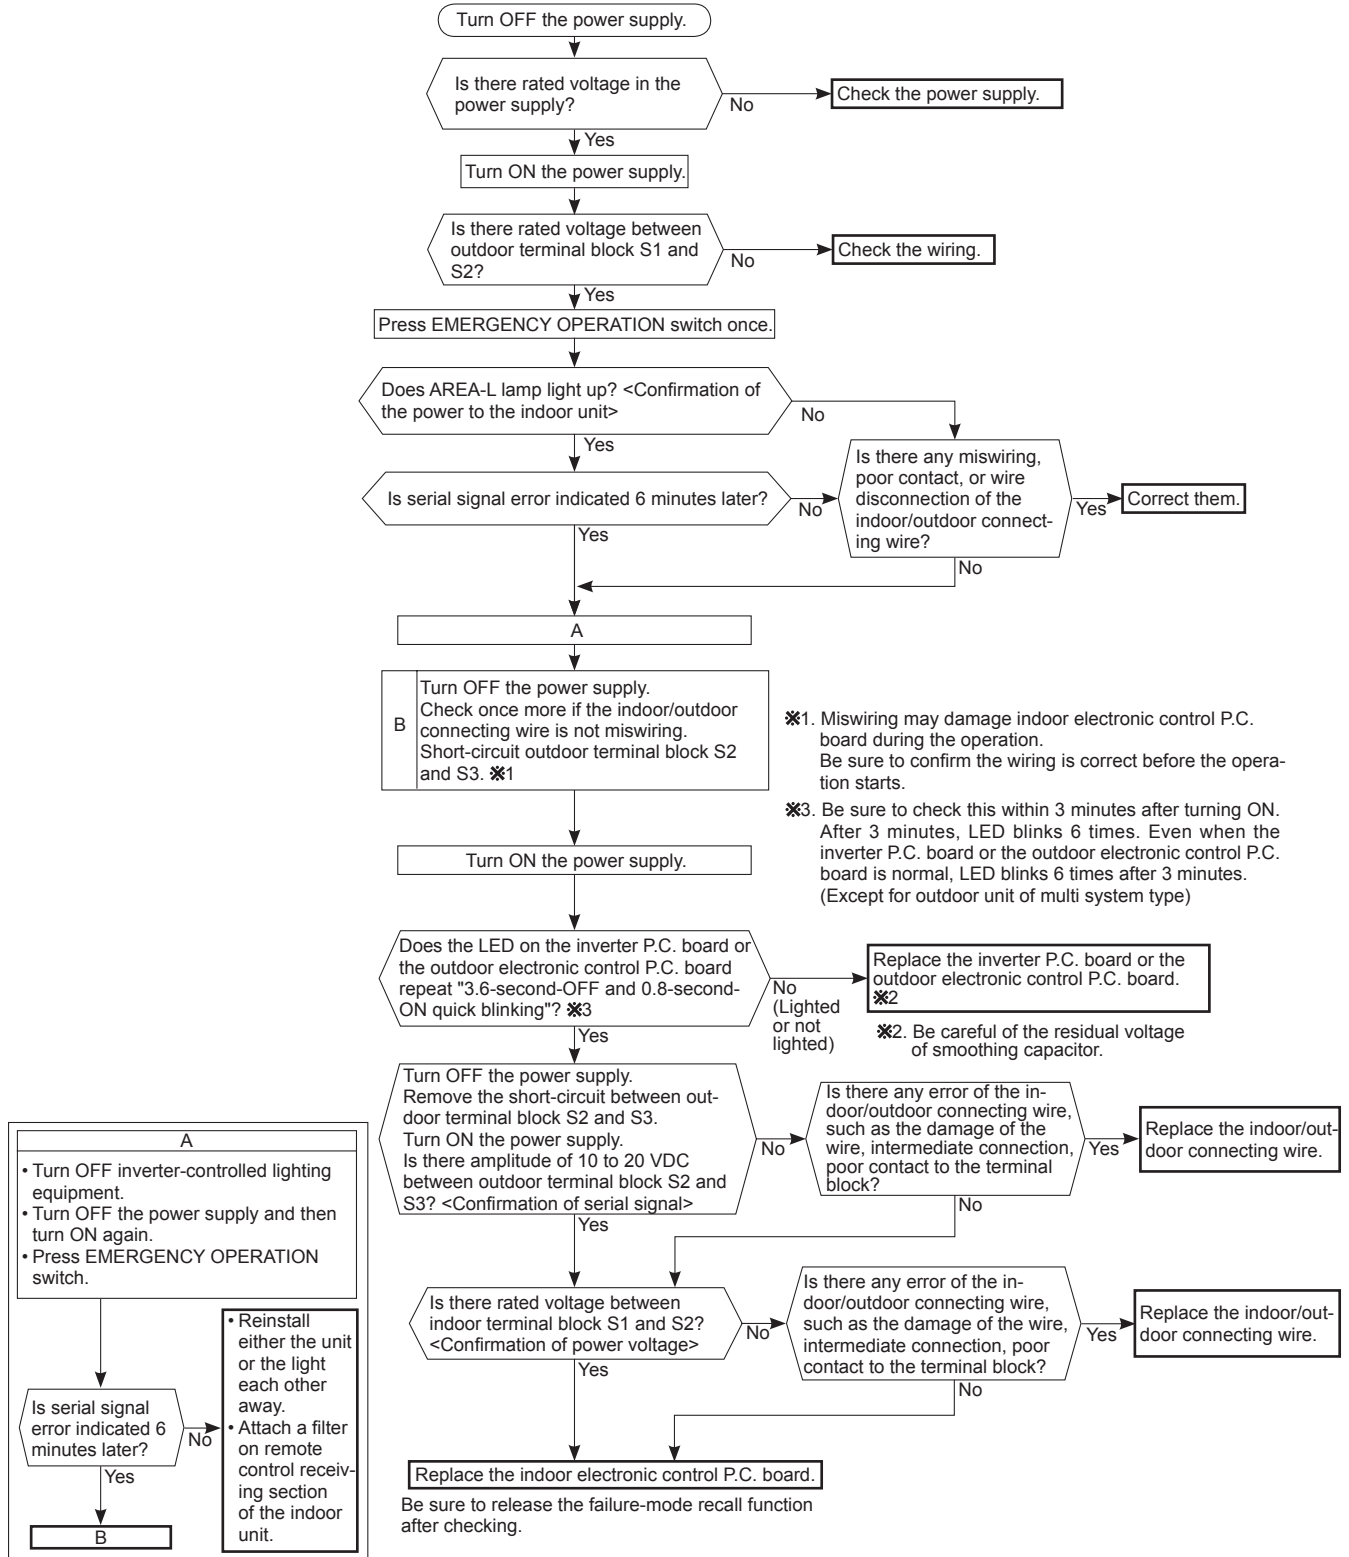 Turn OFF the power supply.
Is there rated voltage in the
power supply?
No
Check the power supply.
Yes
Turn ON the power supply.
Is there rated voltage between
outdoor terminal block S1 and
S2?
No
Check the wiring.
Yes
Press EMERGENCY OPERATION switch once.
Does AREA-L lamp light up? <Confirmation of
the power to the indoor unit>
No
Yes
Is there any miswiring,
poor contact, or wire
disconnection of the
indoor/outdoor connect-
ing wire?
Yes
Correct them.
No
Is serial signal error indicated 6 minutes later?
No
Yes
A
B
Turn OFF the power supply.
Check once more if the indoor/outdoor
connecting wire is not miswiring.
Short-circuit outdoor terminal block S2
and S3. ※1
※1. Miswiring may damage indoor electronic control P.C.
board during the operation.
Be sure to confirm the wiring is correct before the opera-
tion starts.
※3. Be sure to check this within 3 minutes after turning ON.
After 3 minutes, LED blinks 6 times. Even when the
inverter P.C. board or the outdoor electronic control P.C.
board is normal, LED blinks 6 times after 3 minutes.
(Except for outdoor unit of multi system type)
Turn ON the power supply.
Does the LED on the inverter P.C. board or
the outdoor electronic control P.C. board
repeat "3.6-second-OFF and 0.8-second-
ON quick blinking"? ※3
No
(Lighted
or not
lighted)
Replace the inverter P.C. board or the
outdoor electronic control P.C. board.
※2
※2. Be careful of the residual voltage
of smoothing capacitor.
Yes
Turn OFF the power supply.
Remove the short-circuit between out-
door terminal block S2 and S3.
Turn ON the power supply.
Is there amplitude of 10 to 20 VDC
between outdoor terminal block S2 and
S3? <Confirmation of serial signal>
No
Is there any error of the in-
door/outdoor connecting wire,
such as the damage of the
wire, intermediate connection,
poor contact to the terminal
block?
Yes
Replace the indoor/out-
door connecting wire.
No
Yes
Is there rated voltage between
indoor terminal block S1 and S2?
<Confirmation of power voltage>
No
Is there any error of the in-
door/outdoor connecting wire,
such as the damage of the wire,
intermediate connection, poor
contact to the terminal block?
Yes
Replace the indoor/out-
door connecting wire.
No
Yes
Replace the indoor electronic control P.C. board.
Be sure to release the failure-mode recall function
after checking.
A
• Turn OFF inverter-controlled lighting
equipment.
• Turn OFF the power supply and then
turn ON again.
• Press EMERGENCY OPERATION
switch.
Is serial signal
error indicated 6
minutes later?
No
• Reinstall
either the unit
or the light
each other
away.
• Attach a filter
on remote
control receiv-
ing section
of the indoor
unit.
Yes
B